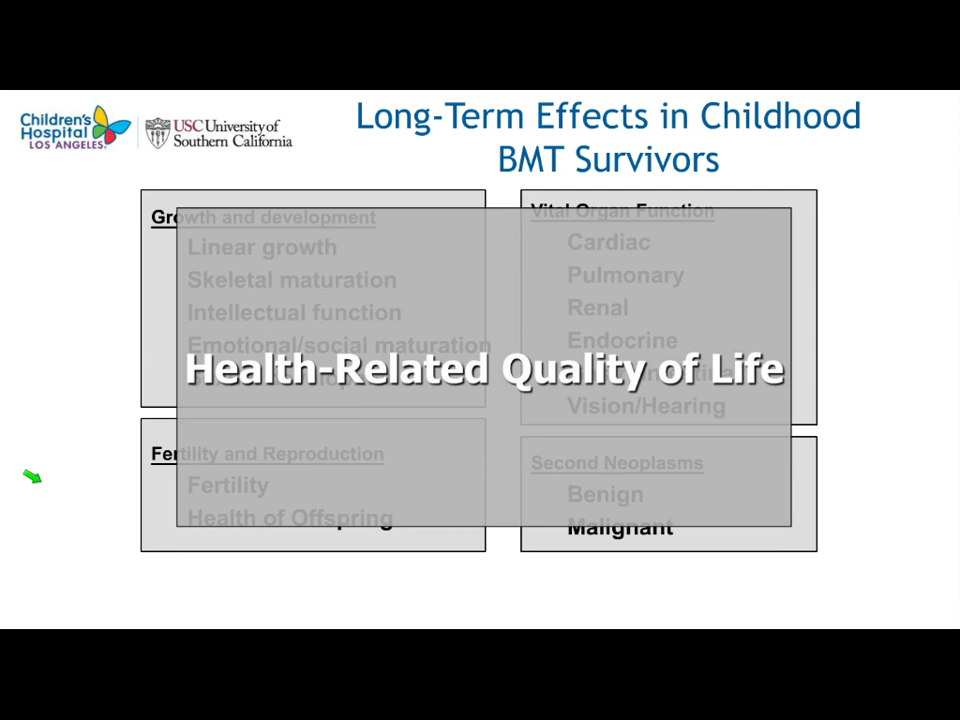 Children's
Hospital
LOS ANGELES
USC University of
Southern California
Long-Term Effects in Childhood
BMT Survivors
Growth and development
Linear growth
Skeletal maturation
Intellectual function
Emotional/social maturation
Vital Organ Function
Cardiac
Pulmonary
Renal
Endocrine
Vision/Hearing
Health-Related Quality of Life
Fertility and Reproduction
Fertility
Health of Offspring
Second Neoplasms
Benign
Malignant